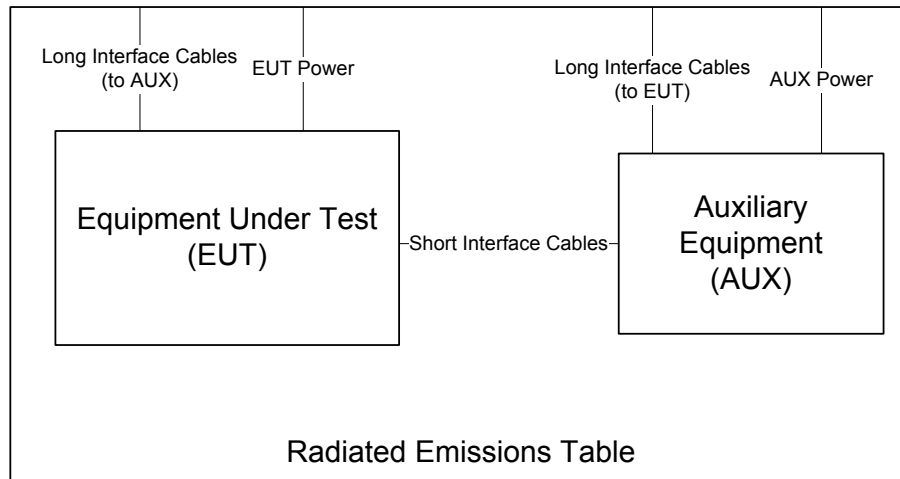 Long Interface Cables
(to AUX)
EUT Power
Long Interface Cables
(to EUT)
AUX Power
Equipment Under Test
(EUT)
Short Interface Cables
Auxiliary
Equipment
(AUX)
Radiated Emissions Table